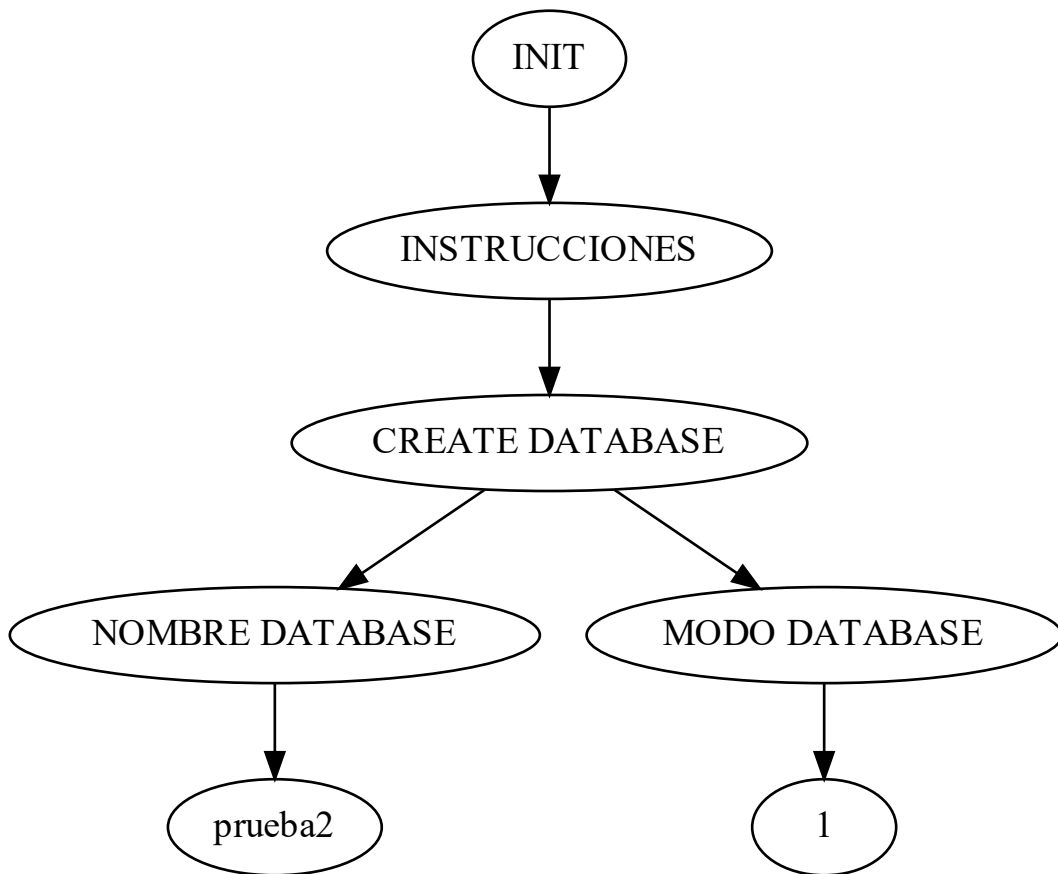 INIT
INSTRUCCIONES
CREATE DATABASE
NOMBRE DATABASE
MODO DATABASE
prueba2
1